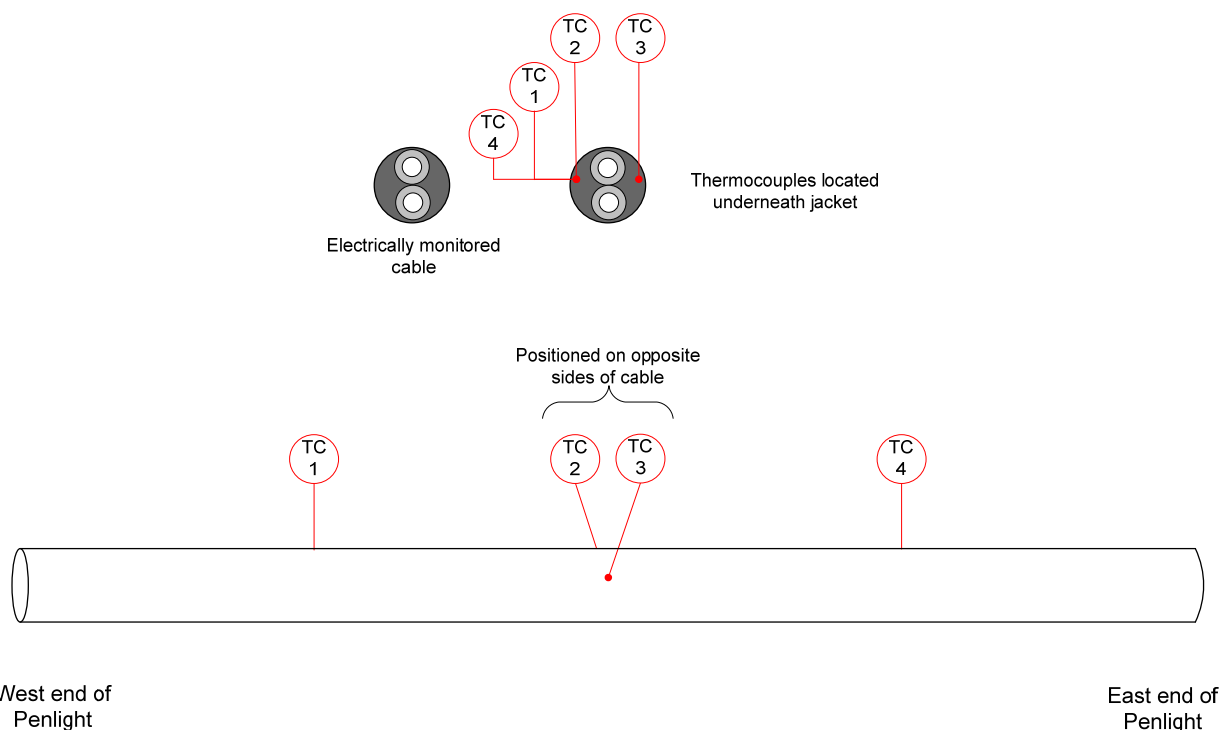 TC
2
TC
3
TC
1
TC
4
Thermocouples located
underneath jacket
Electrically monitored
cable
Positioned on opposite
sides of cable
TC
1
TC
2
TC
3
TC
4
West end of
Penlight
East end of
Penlight